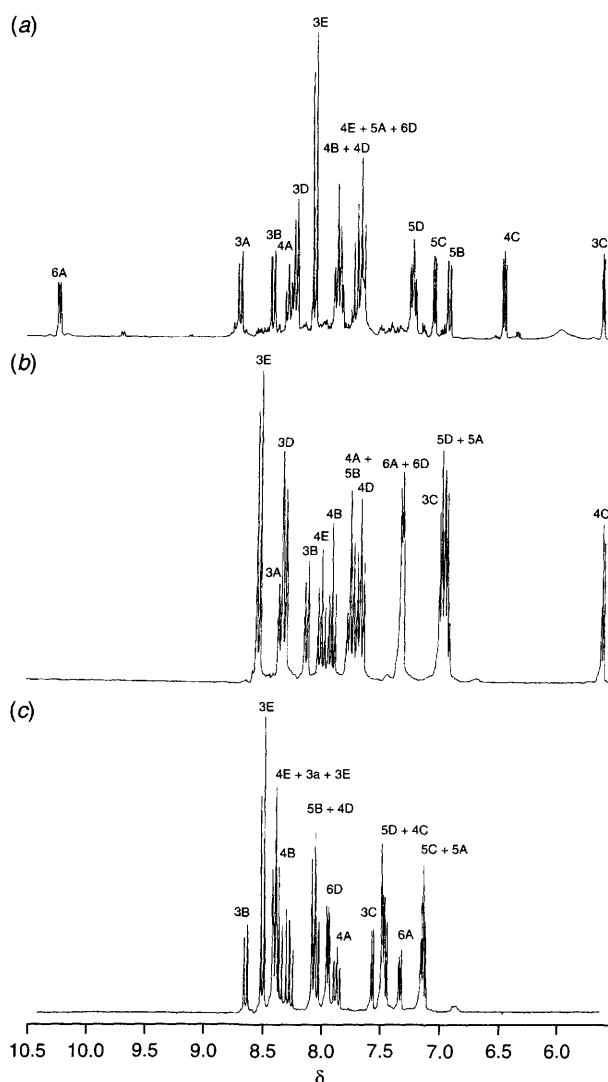 (a)
3E
4E + 5A + 6D
4B + 4D
3D
3A
3B
4A
5D
5C
5B
4C
3C
6A
(b)
3E
3D
4A +
5B
4D
6A + 6D
5D + 5A
3C
4B
4E
3B
3A
4C
(c)
3E
4E + 3a + 3E
5B + 4D
4B
6D
4A
3B
5D + 4C
5C + 5A
3C
6A
10.5 10.0 9.5 9.0 8.5 8.0 7.5 7.0 6.5 6.0
δ